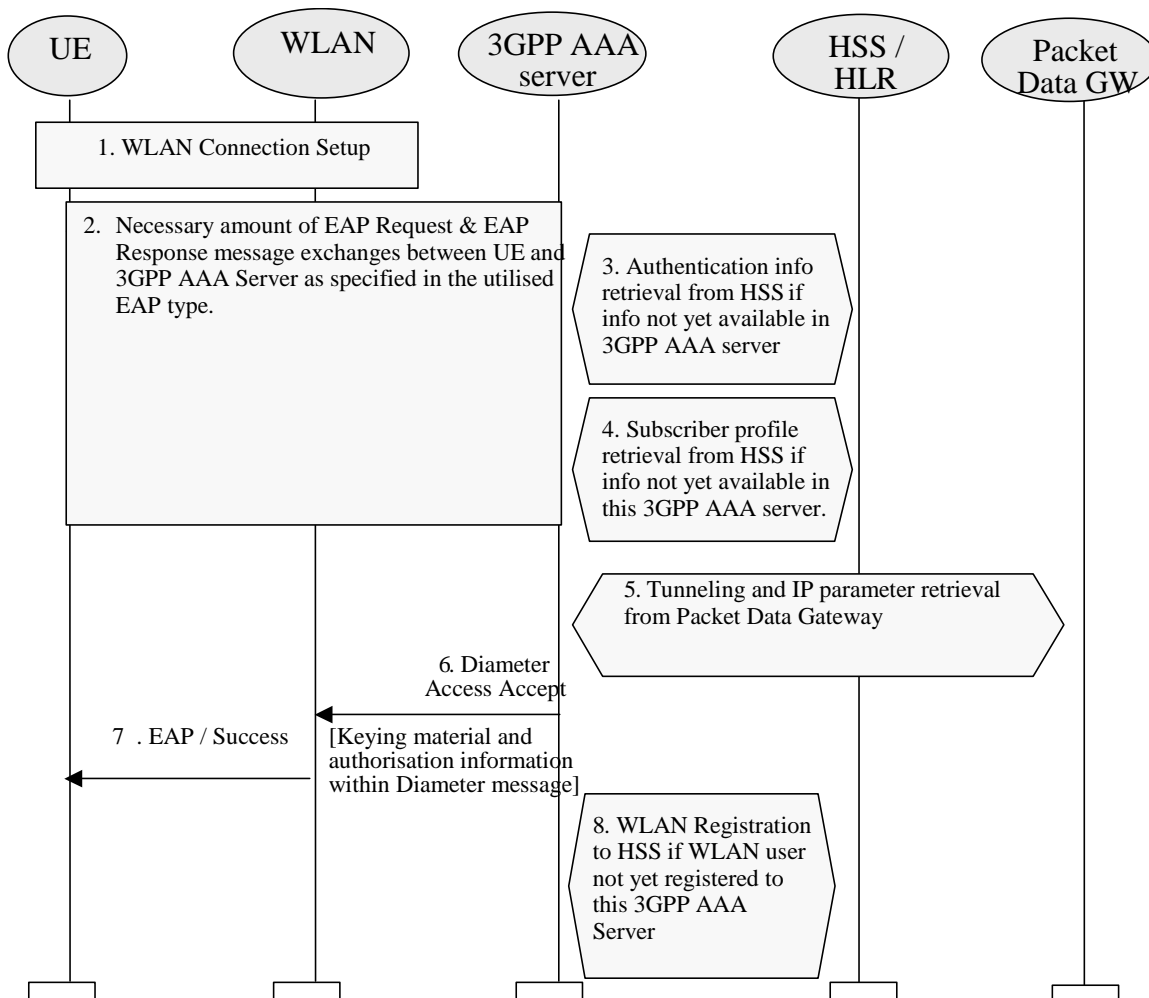 UE
WLAN
3GPP AAA
server
HSS /
HLR
Packet
Data GW
1. WLAN Connection Setup
2. Necessary amount of EAP Request & EAP
Response message exchanges between UE and
3GPP AAA Server as specified in the utilised
EAP type.
3. Authentication info
retrieval from HSS if
info not yet available in
3GPP AAA server
4. Subscriber profile
retrieval from HSS if
info not yet available in
this 3GPP AAA server.
5. Tunneling and IP parameter retrieval
from Packet Data Gateway
6. Diameter
Access Accept
7 . EAP / Success
[Keying material and
authorisation information
within Diameter message]
8. WLAN Registration
to HSS if WLAN user
not yet registered to
this 3GPP AAA
Server